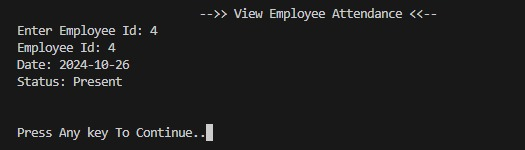 -->> View Employee Attendance <<--
Enter Employee Id: 4
Employee Id: 4
Date: 2024-10-26
Status: Present
Press Any key To Continue..